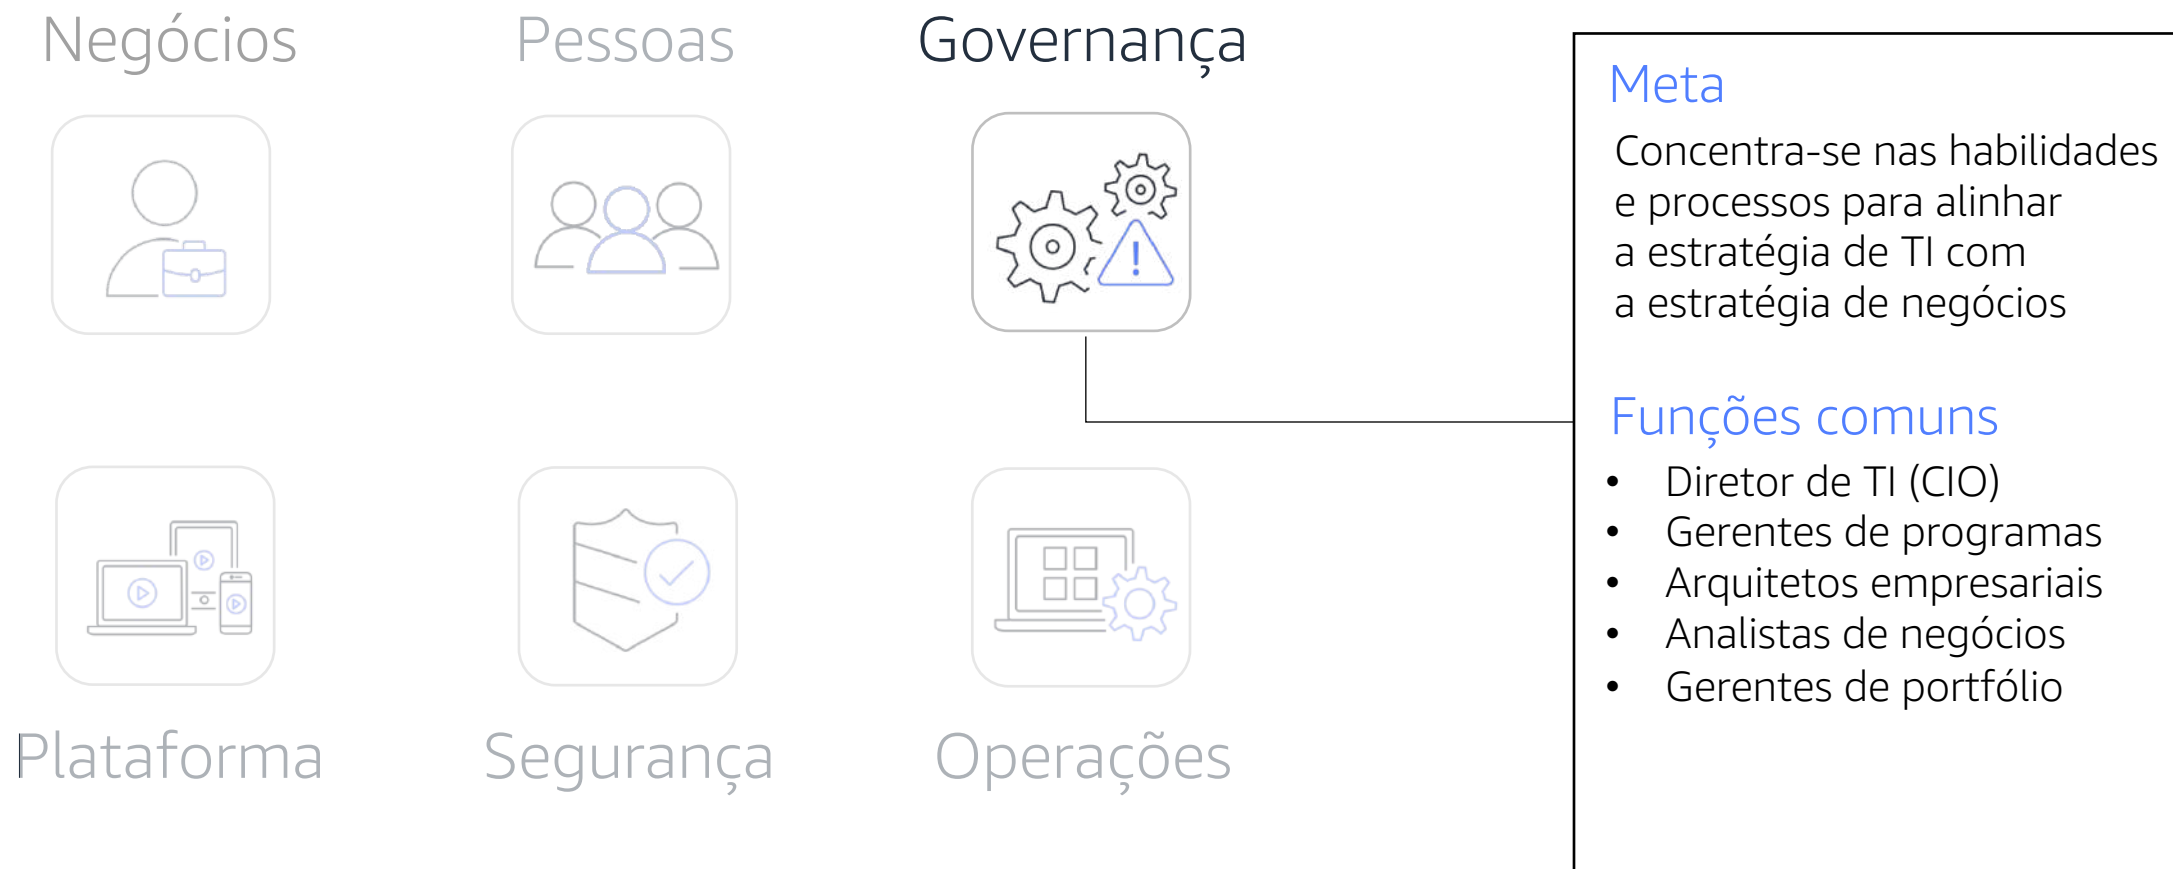 Negócios
Pessoas
Governança
Plataforma
Segurança
Operações
Meta
Concentra-se nas habilidades
e processos para alinhar
a estratégia de TI com
a estratégia de negócios
Funções comuns
• Diretor de TI (CIO)
• Gerentes de programas
• Arquitetos empresariais
• Analistas de negócios
• Gerentes de portfólio